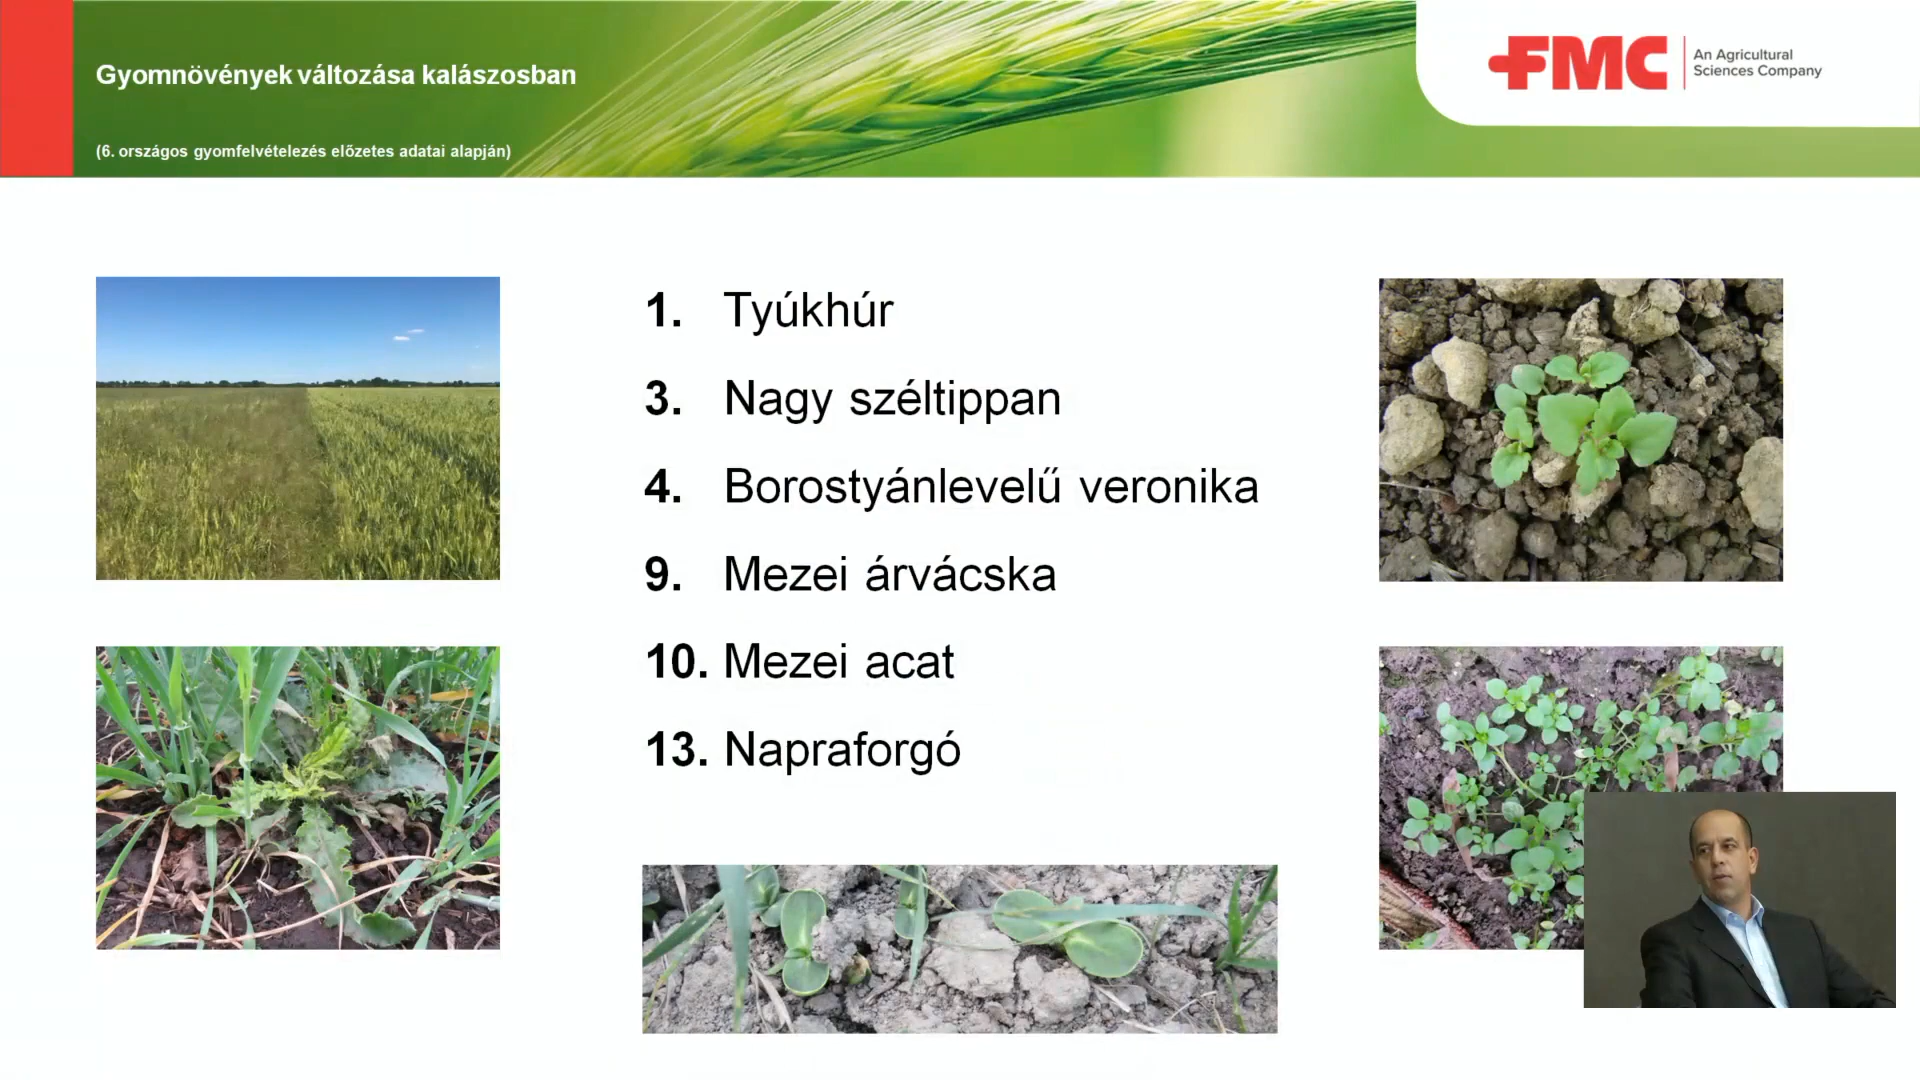 Gyomnövények változása kalászosban
(6. országos gyomfelvételezés előzetes adatai alapján)
FMC
An Agricultural
Sciences Company
1. Tyúkhúr
3. Nagy széltippan
4. Borostyánlevelű veronika
9. Mezei árvácska
10. Mezei acat
13. Napraforgó